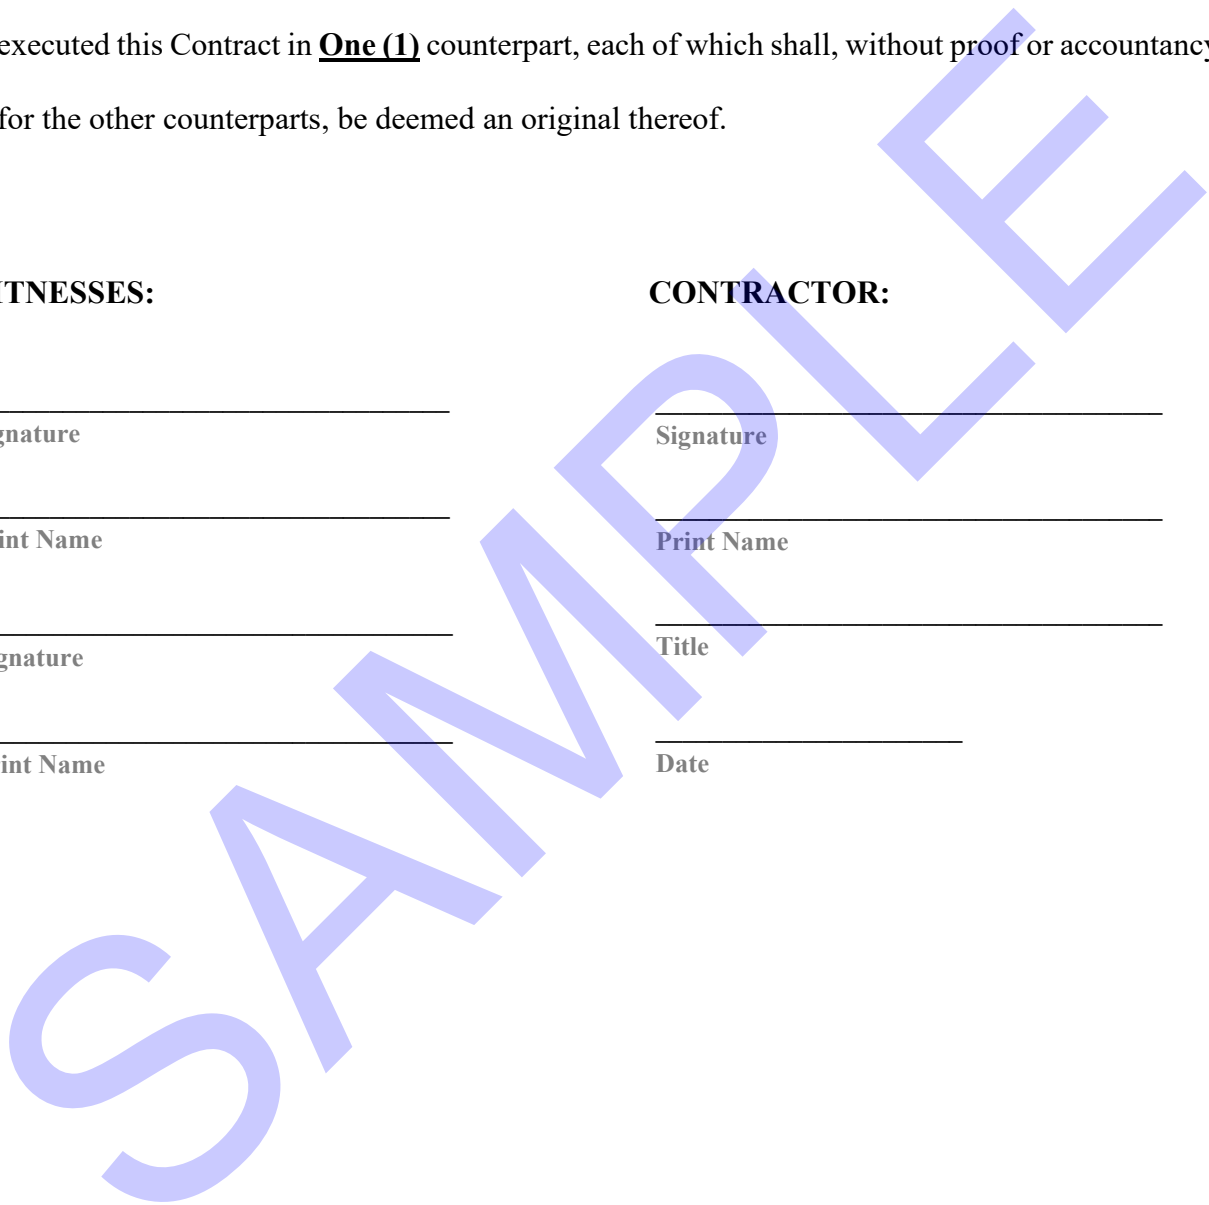 executed this Contract in One (1) counterpart, each of which shall, without proof or accountancy
for the other counterparts, be deemed an original thereof.
ITNESSES:
CONTRACTOR:
gnature
Signature
int Name
Print Name
gnature
Title
int Name
Date
SAMPLE